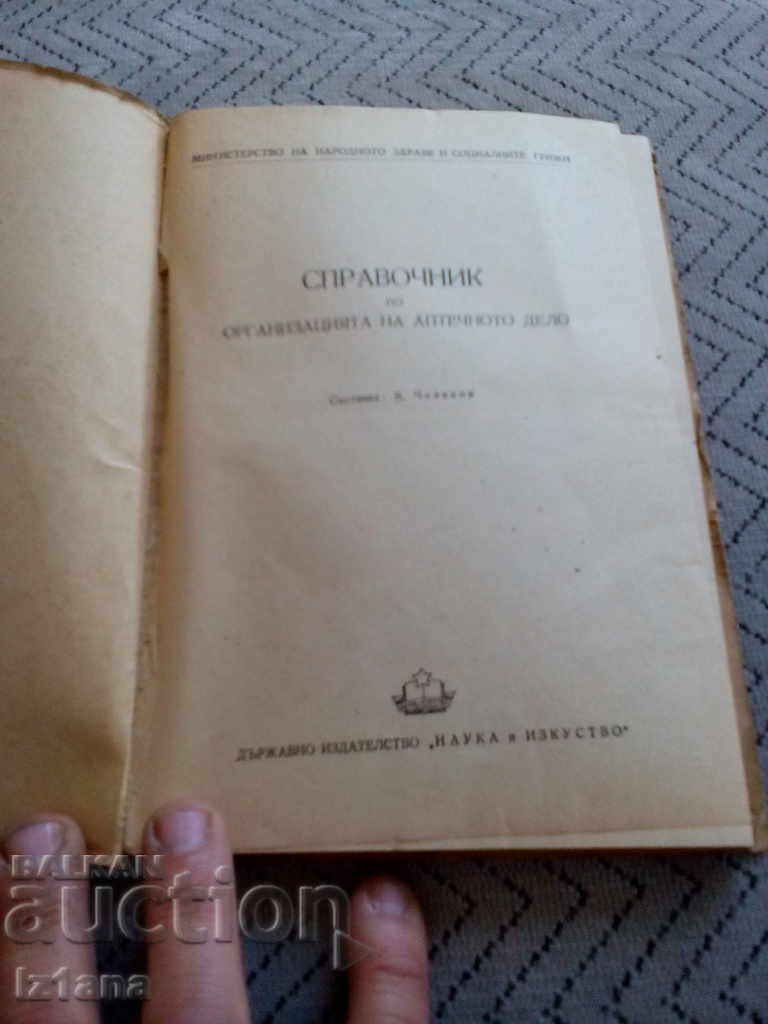 МИНИСТЕРСТВО НА НАРОДНОТО ЗДРАВЕ И СОЦИАЛНИТЕ ГРИЖИ
СПРАВОЧНИК
ПО
ОРГАНИЗАЦИЯТА НА АПТЕЧНОТО ДЕЛО
ДЪРЖАВНО ИЗДАТЕЛСТВО „НАУКА и ИЗКУСТВО"
BALKAN
auction
Iz1ana